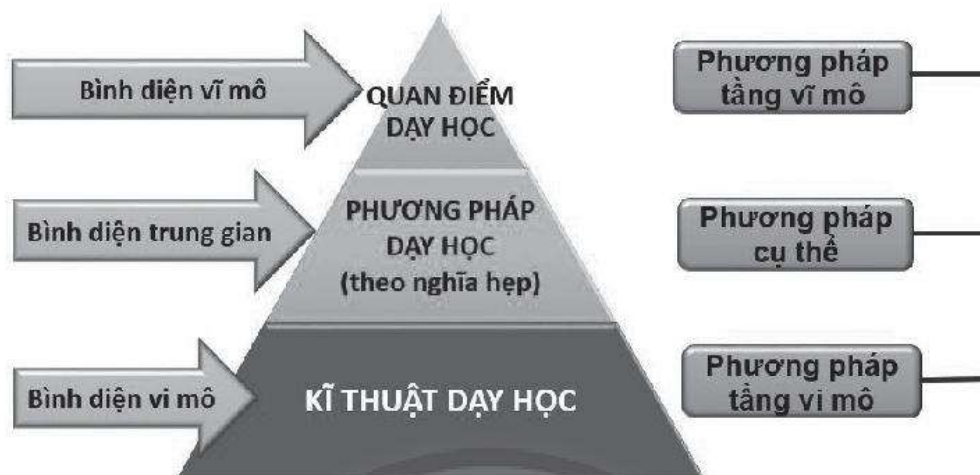 Bình diện vĩ mô
QUAN ĐIỂM
DẠY HỌC
Phương pháp
tầng vĩ mô
Bình diện trung gian
PHƯƠNG PHÁP
DẠY HỌC
(theo nghĩa hẹp)
Phương pháp
cụ thể
Bình diện vi mô
KĨ THUẬT DẠY HỌC
Phương pháp
tầng vi mô